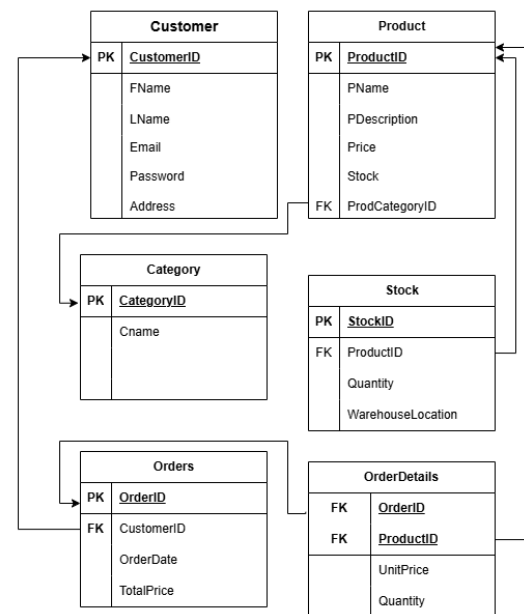 Customer
PK CustomerID
FName
LName
Email
Password
Address
Product
PK ProductID
PName
PDescription
Price
Stock
FK ProdCategoryID
Category
PK CategoryID
Cname
Stock
PK StockID
FK ProductID
Quantity
WarehouseLocation
Orders
PK OrderID
FK CustomerID
OrderDate
TotalPrice
OrderDetails
FK OrderID
FK ProductID
UnitPrice
Quantity